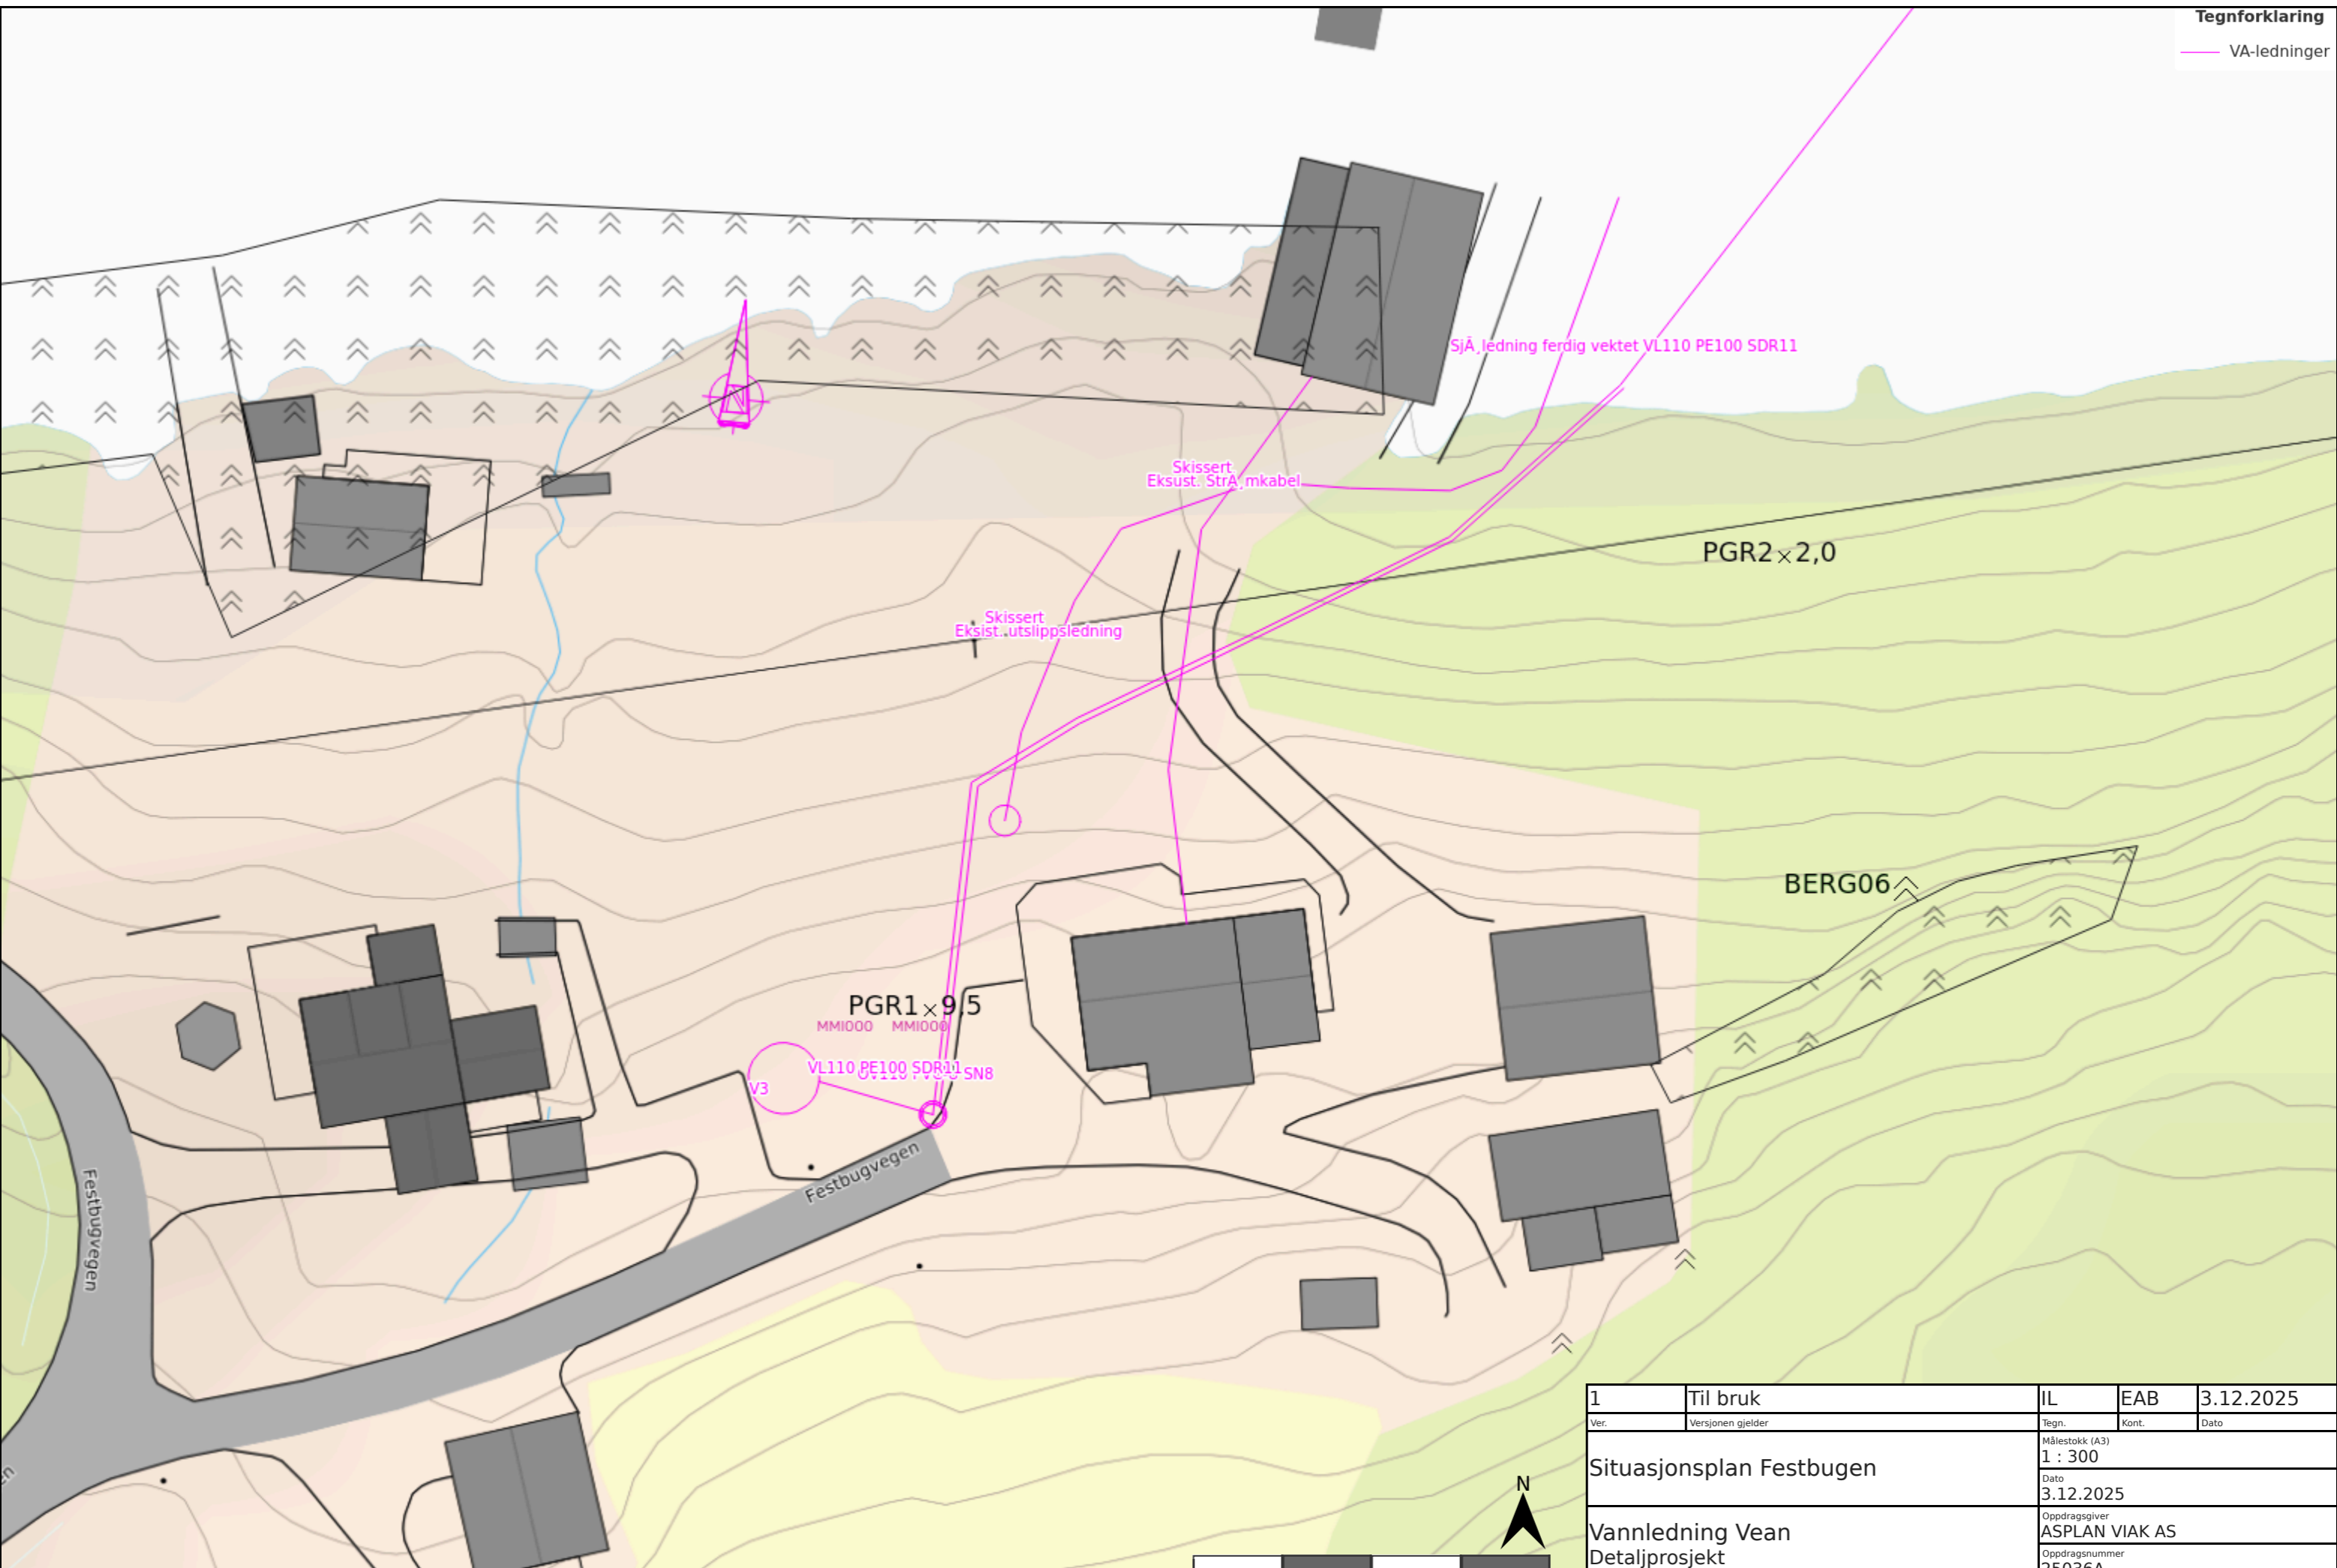 Tegnforklaring
VA-ledninger
SjÃ¸ledning ferdig vektet VL110 PE100 SDR11
Skissert
Eksust. StrÃ¸mkabel
PGR2×2,0
Skissert
Eksist. utslippsledning
BERG06
PGR1×9,5
MMI000 MMI000
VL110 PE100 SDR11
SN8
V3
Festbugvegen
Festbugvegen
N
1 Til bruk IL EAB 3.12.2025
Ver. Versjonen gjelder Tegn. Kont. Dato
Situasjonsplan Festbugen
Målestokk (A3)
1 : 300
Dato
3.12.2025
Vannledning Vean
Detaljprosjekt
Oppdragsgiver
ASPLAN VIAK AS
Oppdragsnummer